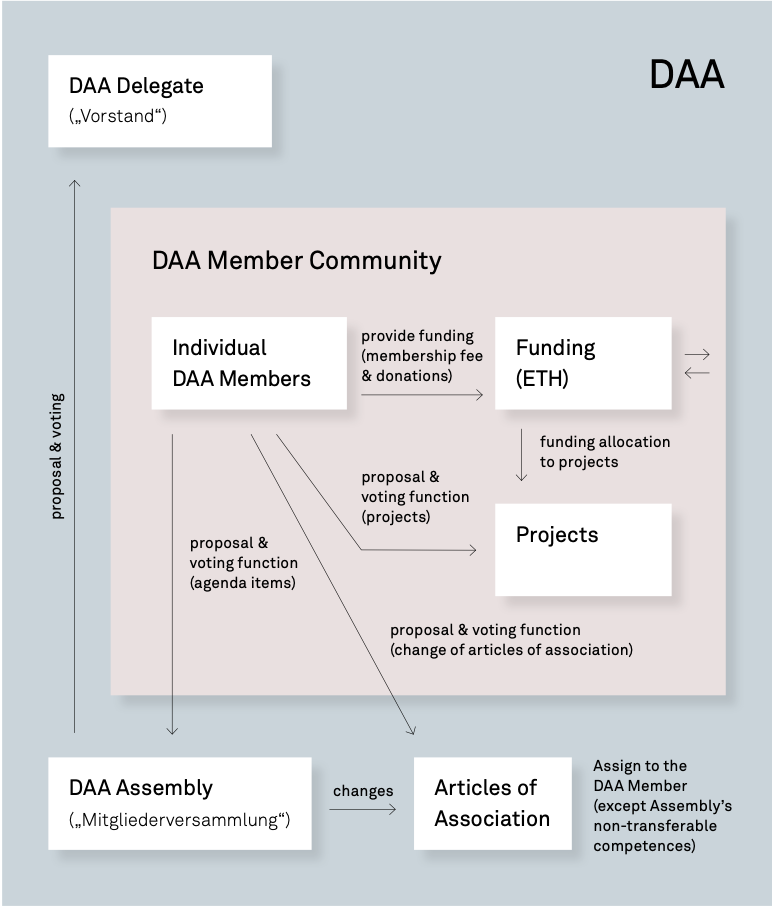 DAA
DAA Delegate
(„Vorstand“)
DAA Member Community
Individual
DAA Members
provide funding
(membership fee
& donations)
Funding
(ETH)
funding allocation
to projects
proposal & voting
proposal &
voting function
(projects)
Projects
proposal &
voting function
(agenda items)
proposal & voting function
(change of articles of association)
DAA Assembly
(„Mitgliederversammlung“)
changes
Articles of
Association
Assign to the
DAA Member
(except Assembly’s
non-transferable
competences)